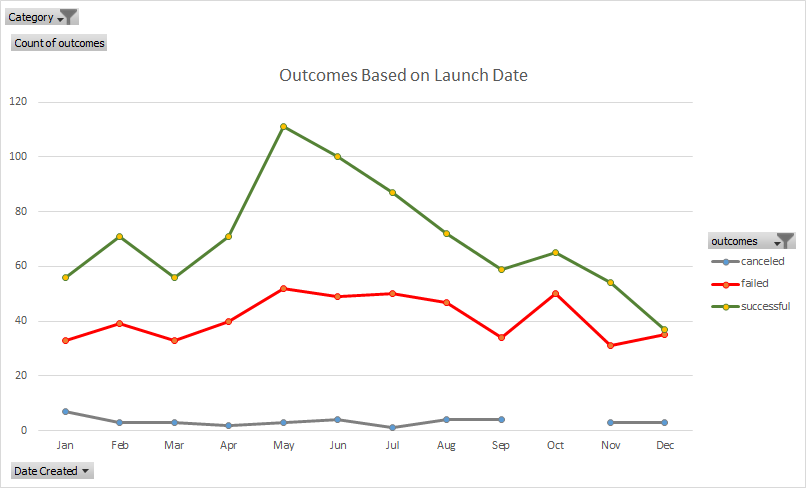 Category
Count of outcomes
Outcomes Based on Launch Date
120
100
80
60
40
20
0
Jan Feb Mar Apr May Jun Jul Aug Sep Oct Nov Dec
outcomes
canceled
failed
successful
Date Created